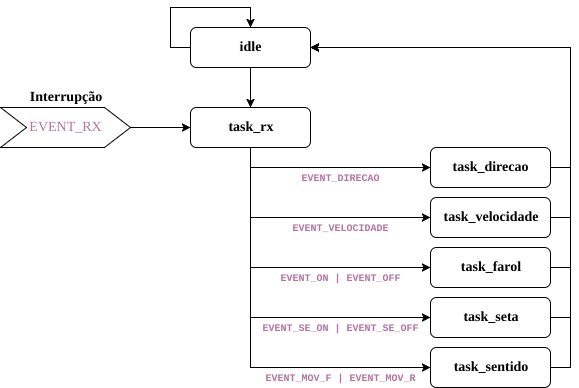 idle
Interrupção
EVENT_RX
task_rx
task_direcao
EVENT_DIRECAO
task_velocidade
EVENT_VELOCIDADE
task_farol
EVENT_ON | EVENT_OFF
task_seta
EVENT_SE_ON | EVENT_SE_OFF
task_sentido
EVENT_MOV_F | EVENT_MOV_R